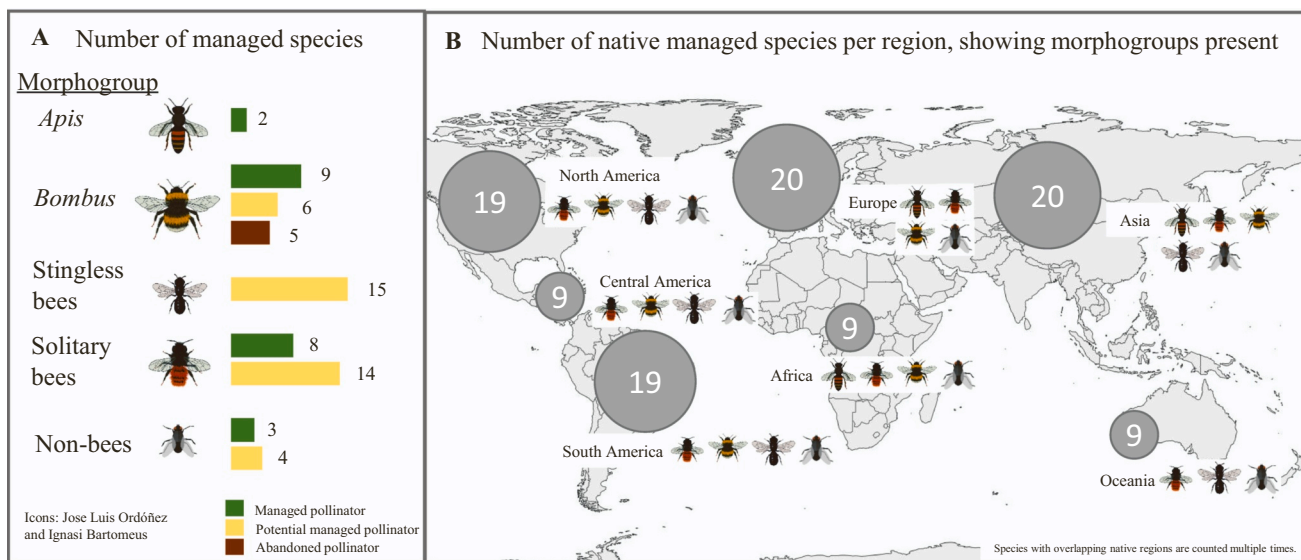 A Number of managed species
Morphogroup
Apis
2
Bombus
9
6
5
Stingless
bees
15
Solitary
bees
8
14
Non-bees
3
4
Icons: Jose Luis Ordóñez
and Ignasi Bartomeus
Managed pollinator
Potential managed pollinator
Abandoned pollinator
B Number of native managed species per region, showing morphogroups present
19
North America
20
Europe
20
Asia
9
Central America
9
Africa
19
South America
9
Oceania
Species with overlapping native regions are counted multiple times.